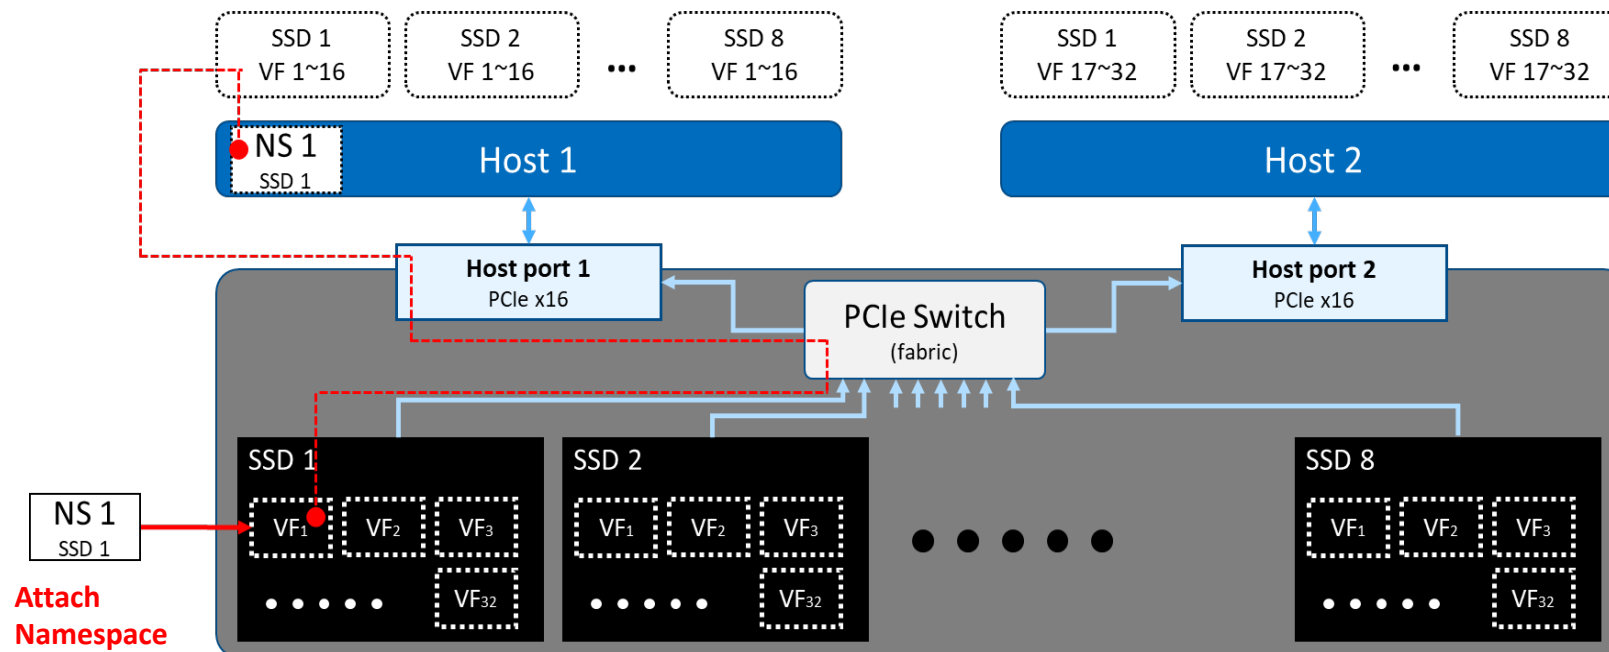 SSD 1
VF 1~16
SSD 2
VF 1~16
...
SSD 8
VF 1~16
SSD 1
VF 17~32
SSD 2
VF 17~32
...
SSD 8
VF 17~32
NS 1
SSD 1
Host 1
Host 2
Host port 1
PCIe x16
PCIe Switch
(fabric)
Host port 2
PCIe x16
SSD 1
VF1 VF2 VF3
VF32
SSD 2
VF1 VF2 VF3
VF32
SSD 8
VF1 VF2 VF3
VF32
NS 1
SSD 1
Attach
Namespace